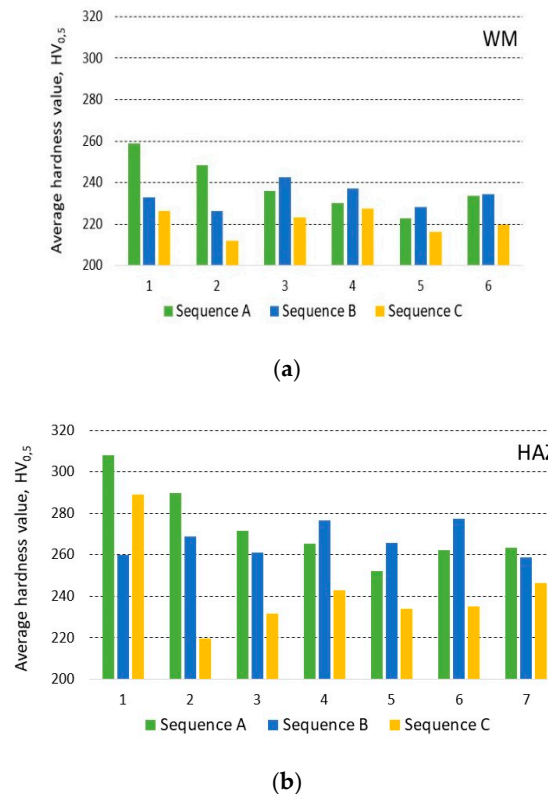 320
WM
300
280
260
240
220
200
Average hardness value, HV0,5
1 2 3 4 5 6
Sequence A Sequence B Sequence C
(a)
320
HAZ
300
280
260
240
220
200
Average hardness value, HV0,5
1 2 3 4 5 6 7
Sequence A Sequence B Sequence C
(b)